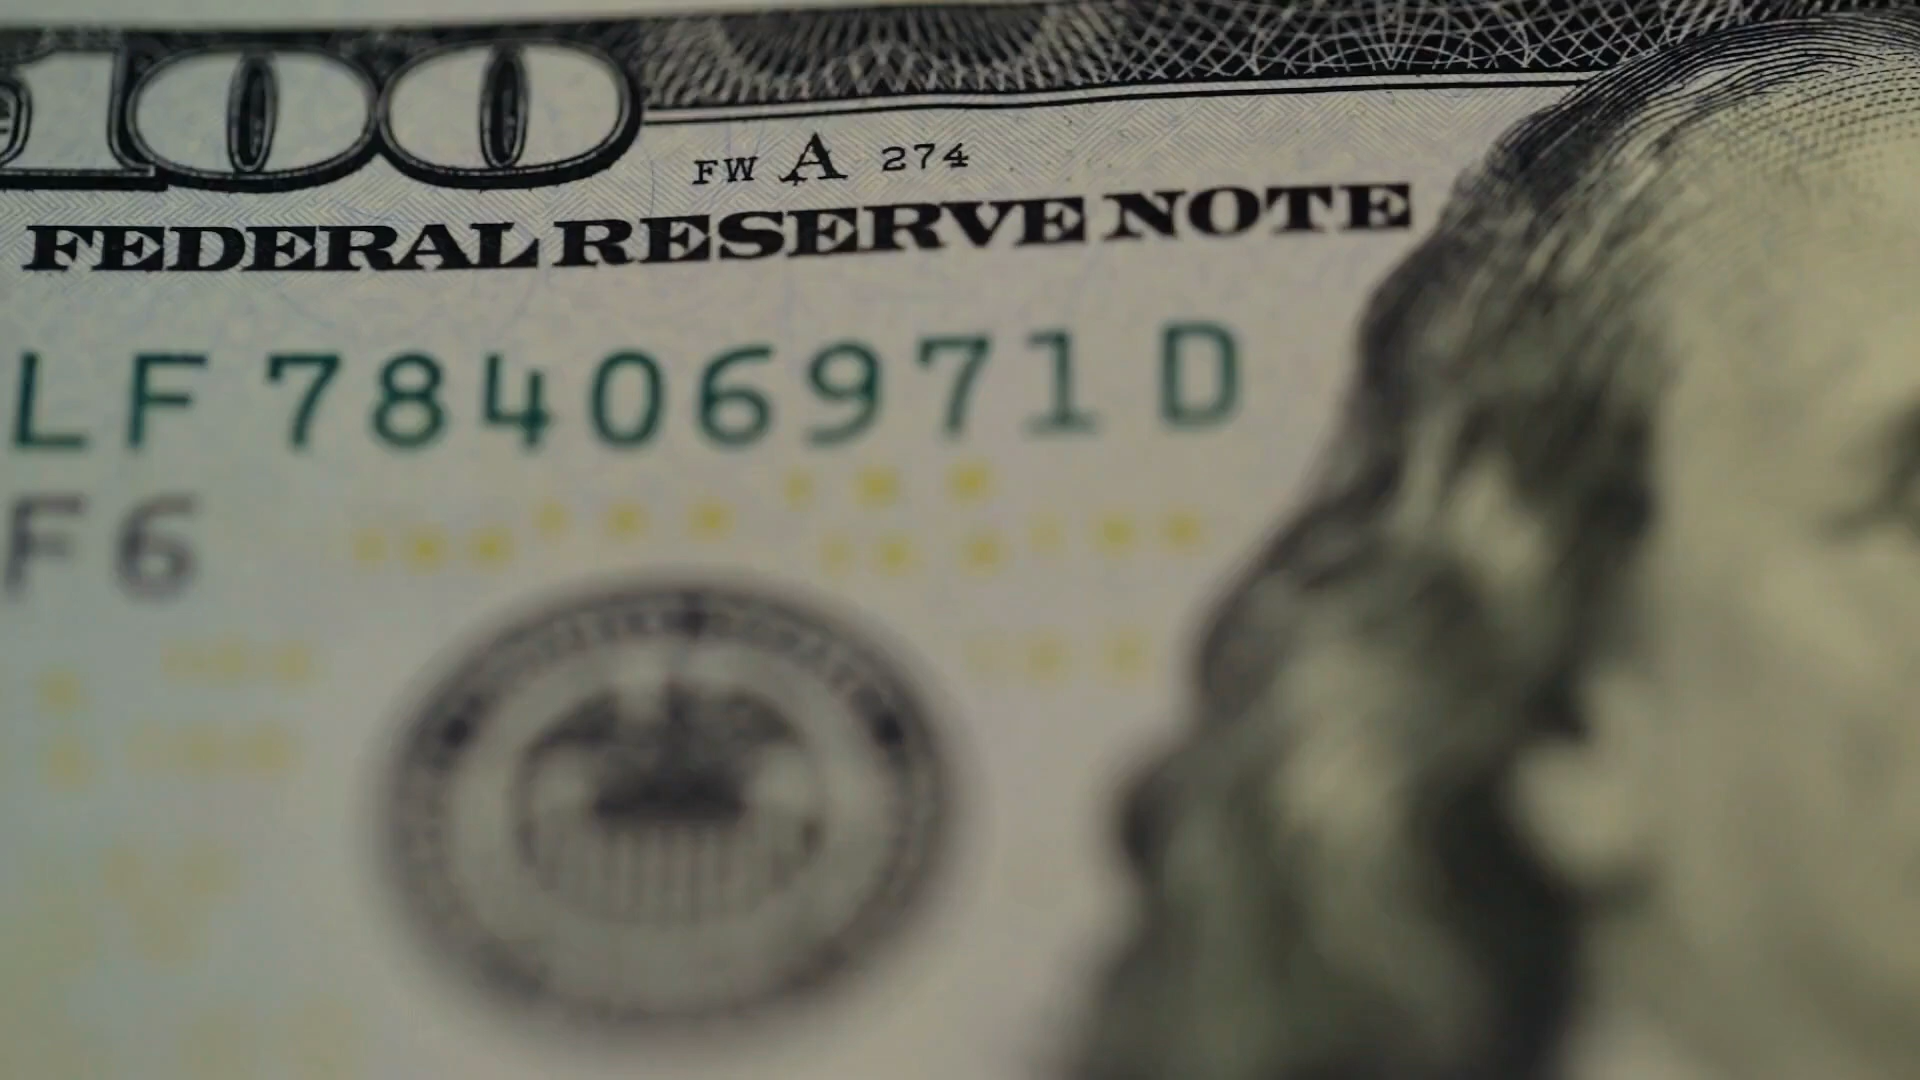 100
FW A 274
FEDERAL RESERVE NOTE
LF 78406971 D
F6